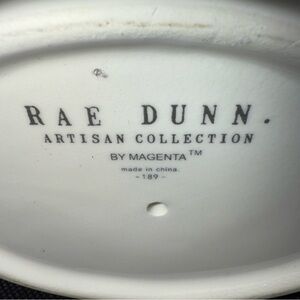 RAE DUNN.
ARTISAN COLLECTION
BY MAGENTA™
made in china.
-189-